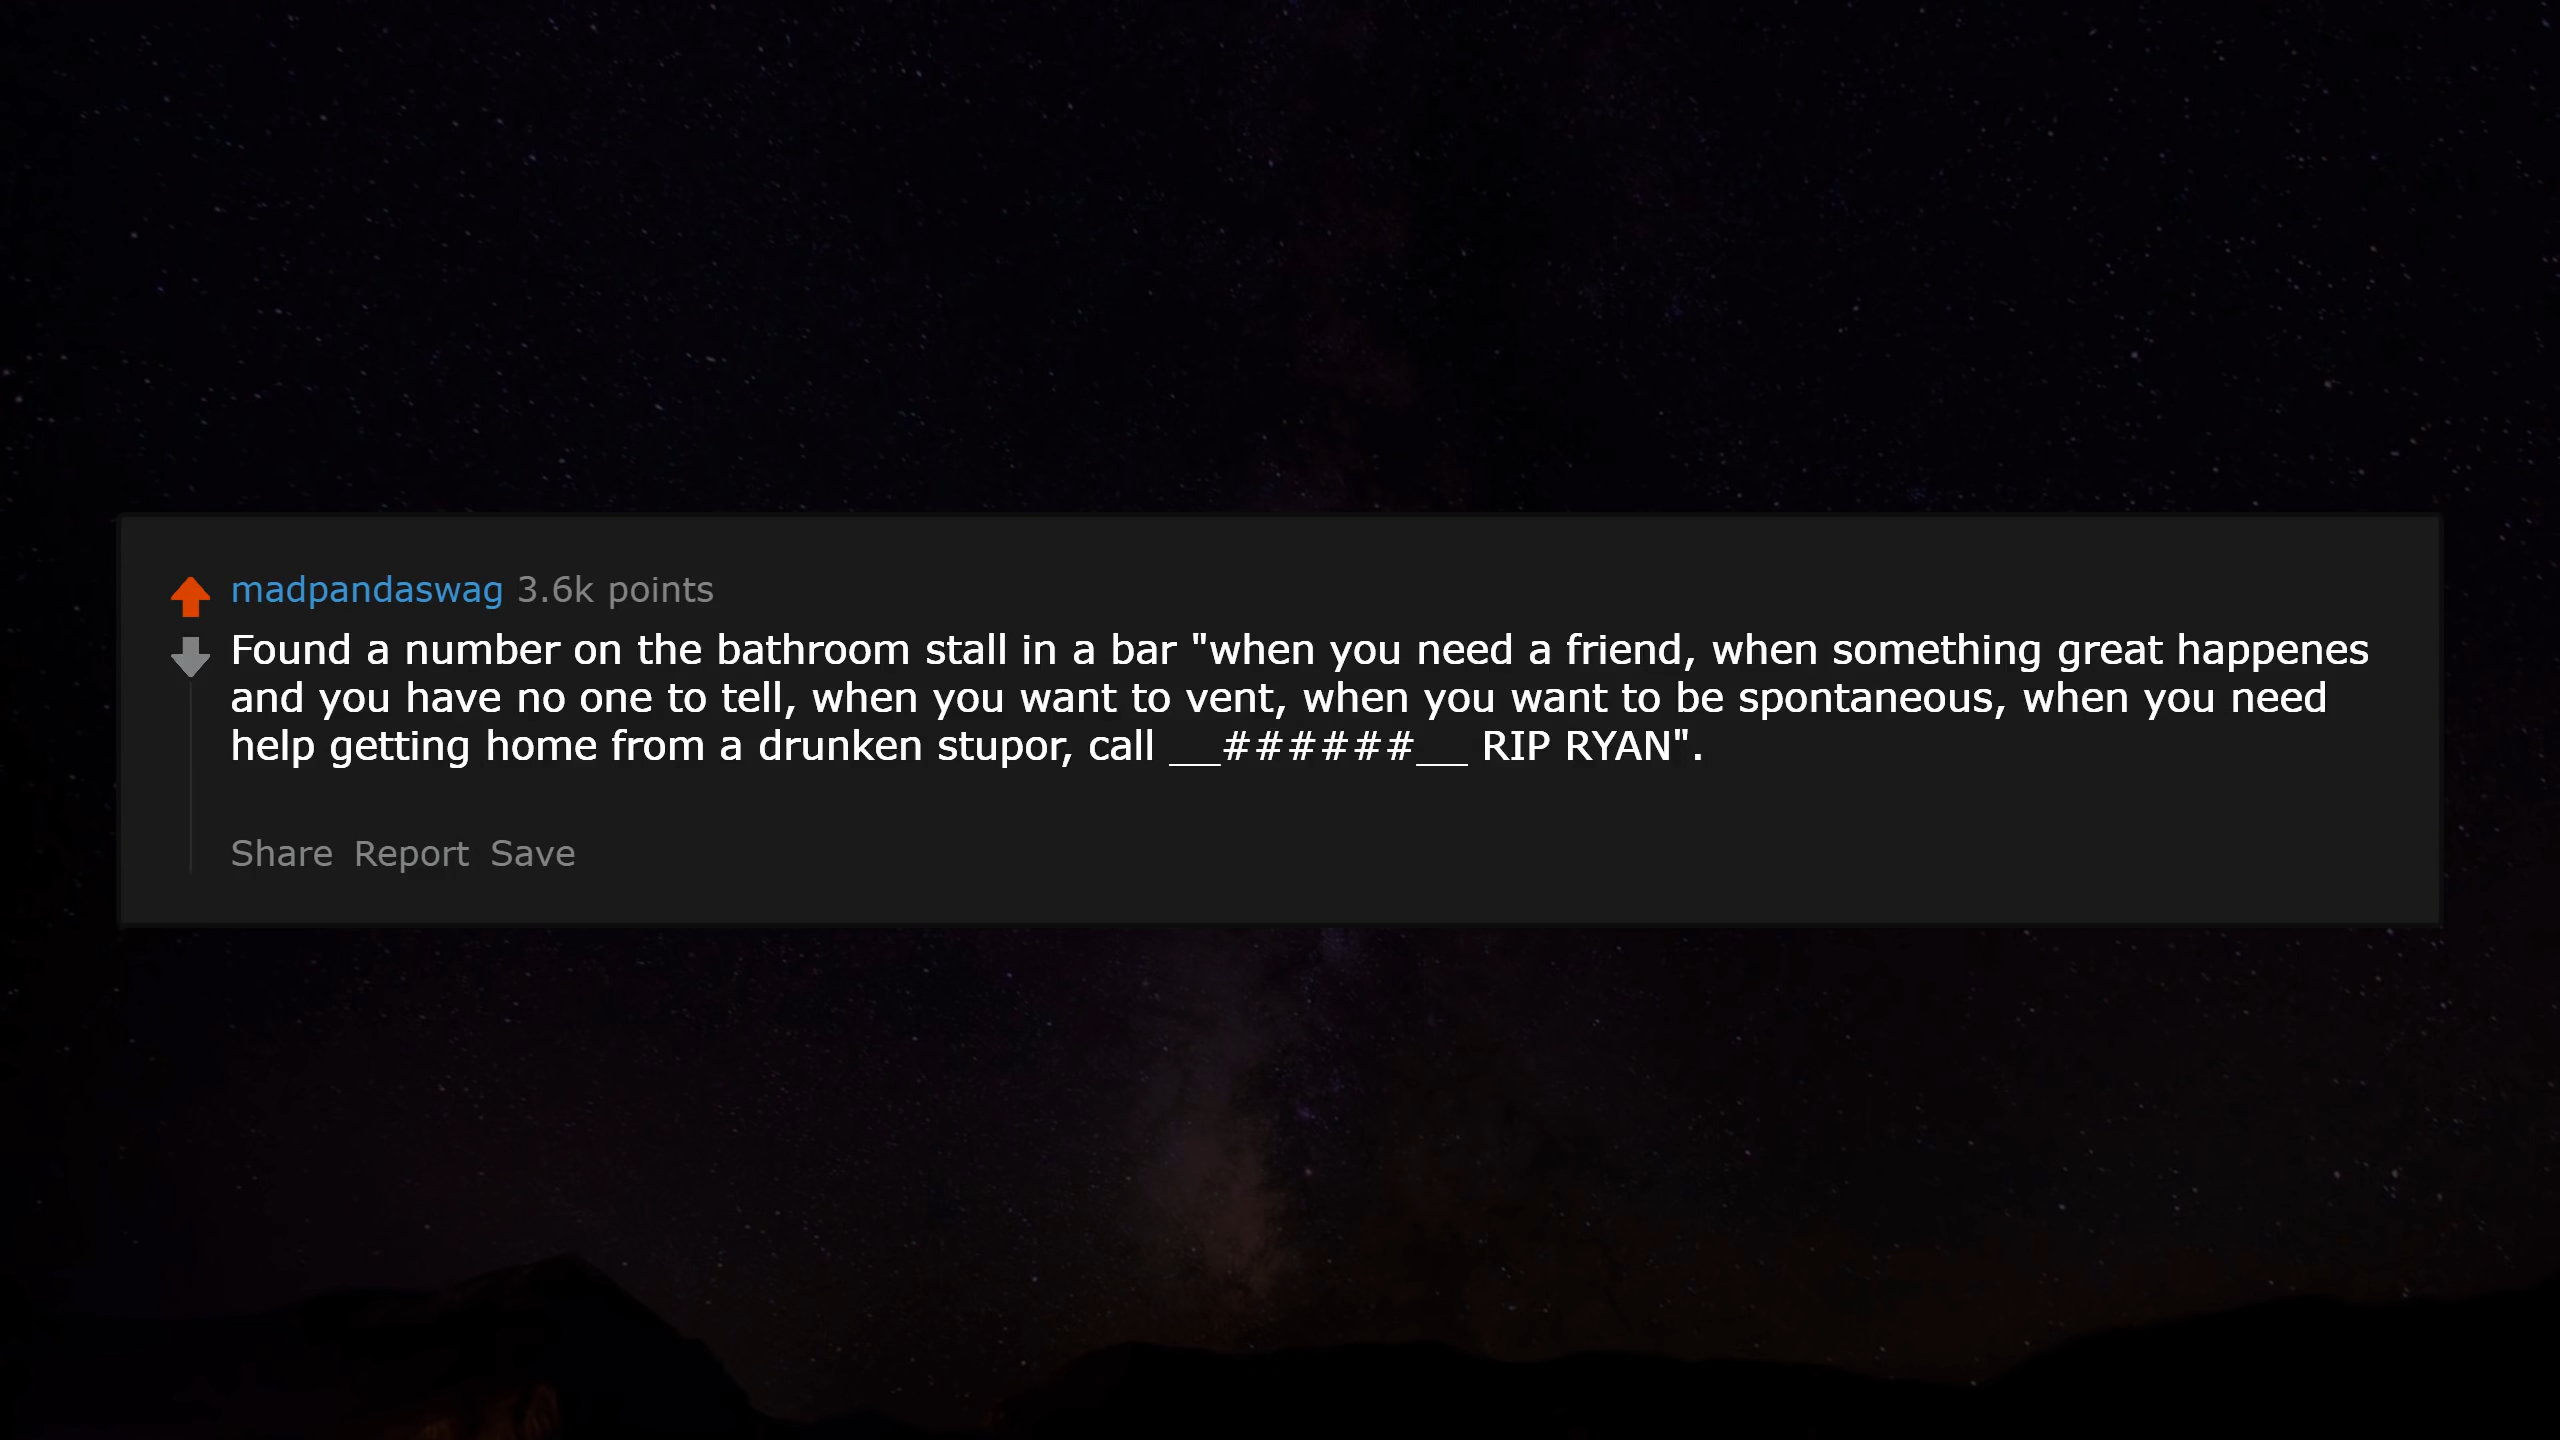 madpandaswag 3.6k points
Found a number on the bathroom stall in a bar "when you need a friend, when something great happenes
and you have no one to tell, when you want to vent, when you want to be spontaneous, when you need
help getting home from a drunken stupor, call __######__ RIP RYAN".
Share Report Save